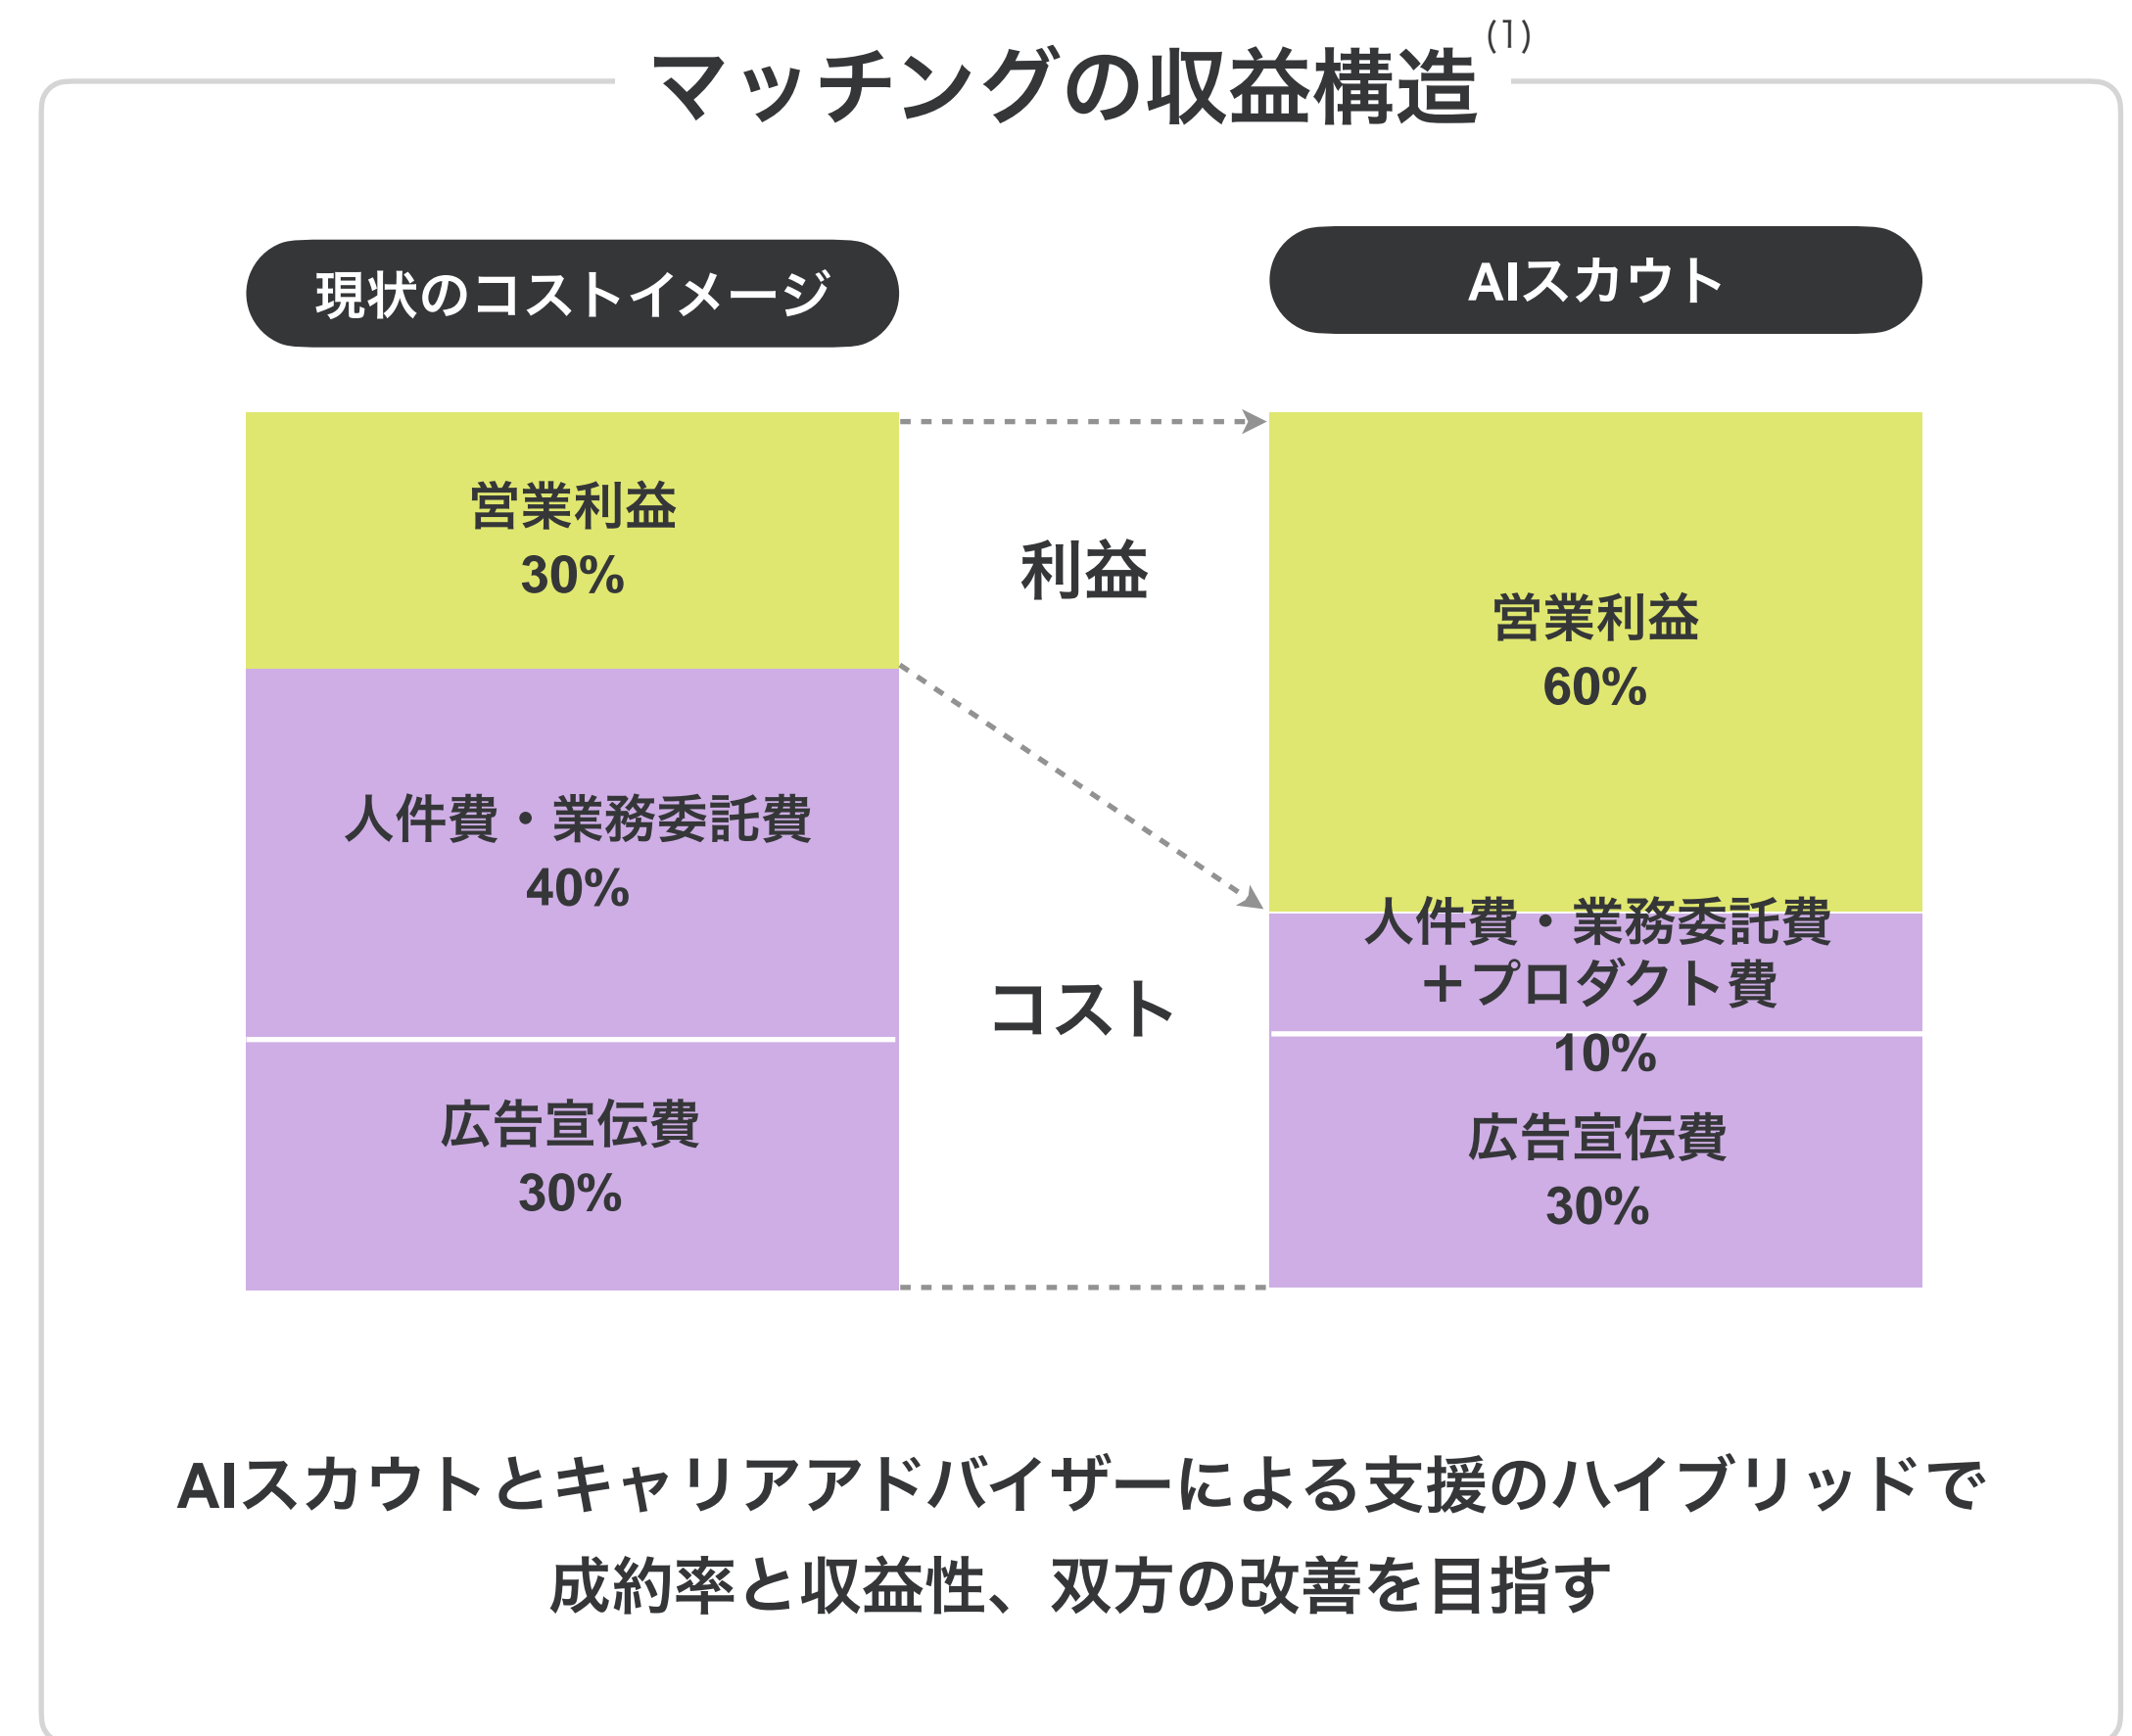 マッチングの収益構造(1)
現状のコストイメージ
AIスカウト
営業利益
30%
利益
営業利益
60%
人件費・業務委託費
40%
人件費・業務委託費
+プロダクト費
10%
コスト
広告宣伝費
30%
広告宣伝費
30%
AIスカウトとキャリアアドバイザーによる支援のハイブリッドで
成約率と収益性、双方の改善を目指す